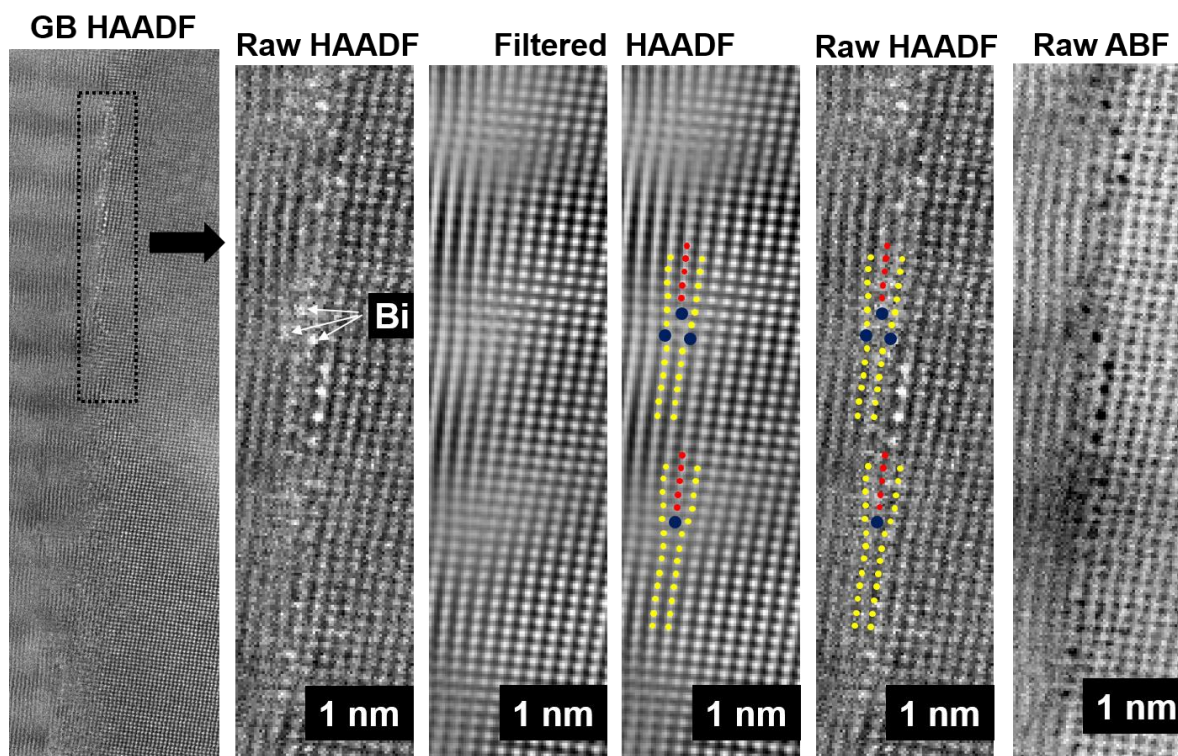 GB HAADF
Raw HAADF
Filtered HAADF
Raw HAADF
Raw ABF
Bi
1 nm
1 nm
1 nm
1 nm
1 nm